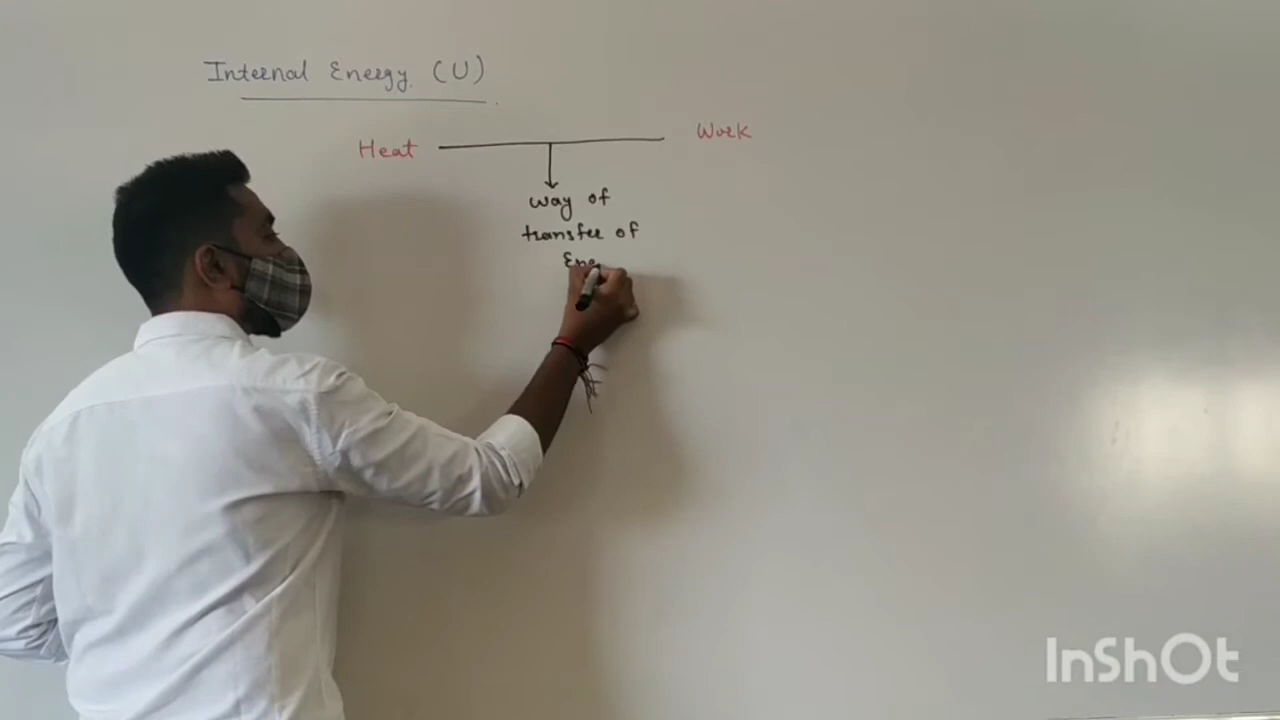 Internal Energy (U)
Heat
Work
way of
transfer of
Ene
InShOt